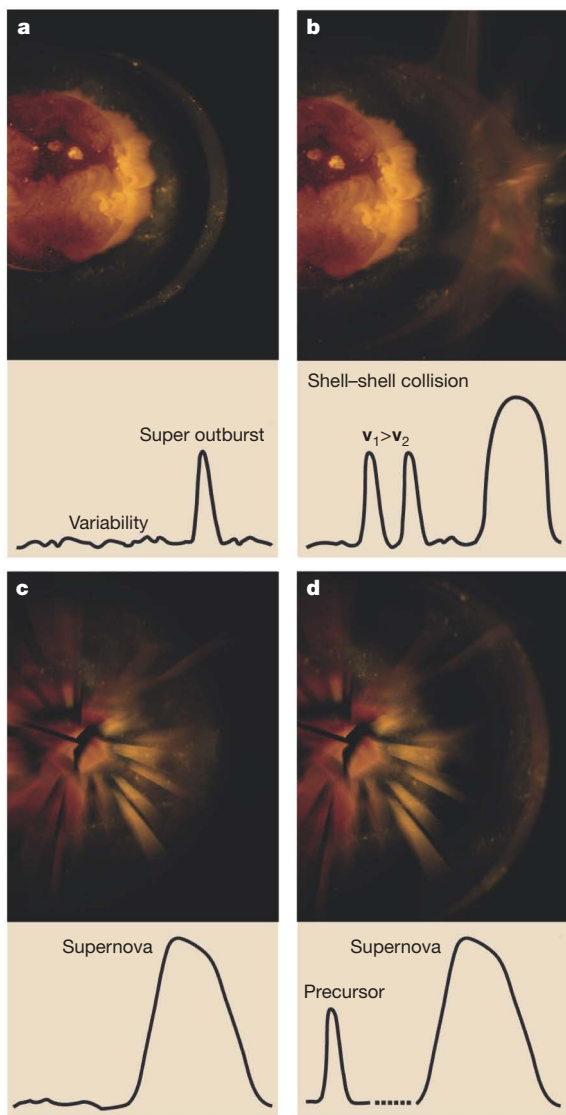 a
b
Super outburst
Variability
Shell–shell collision
v₁>v₂
c
d
Supernova
Supernova
Precursor